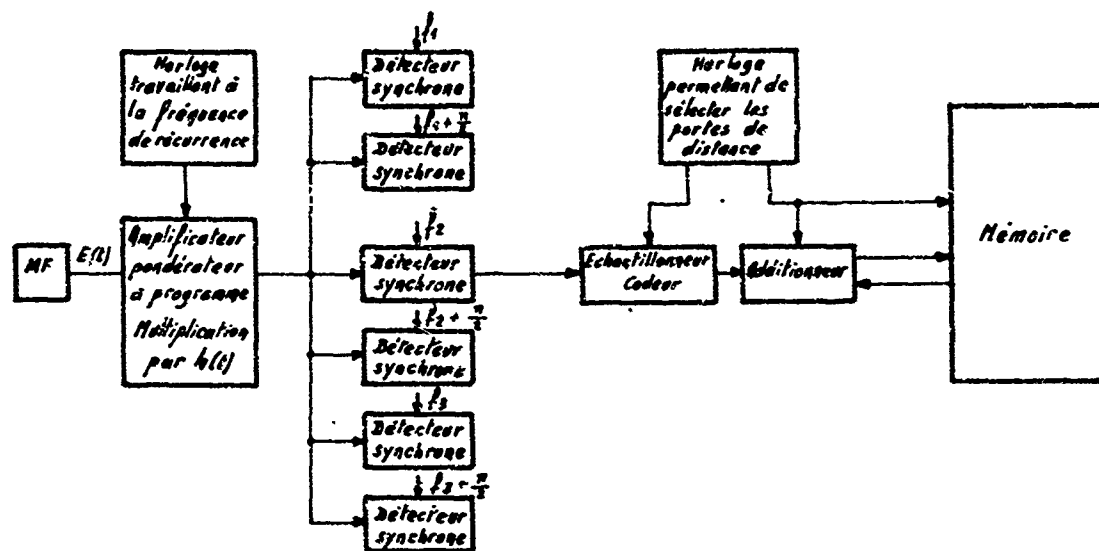 Horloge
travaillant à
la fréquence
de récurrence
MF
E(t)
Amplificateur
pondérateur
à programme
Multiplication
par h(t)
f1
Détecteur
synchrone
f1 + π/2
Détecteur
synchrone
f2
Détecteur
synchrone
f2 + π/2
Détecteur
synchrone
f3
Détecteur
synchrone
f3 + π/2
Détecteur
synchrone
Horloge
permettant de
sélecter les
portes de
distance
Echactillonneur
Codeur
Additionneur
Mémoire